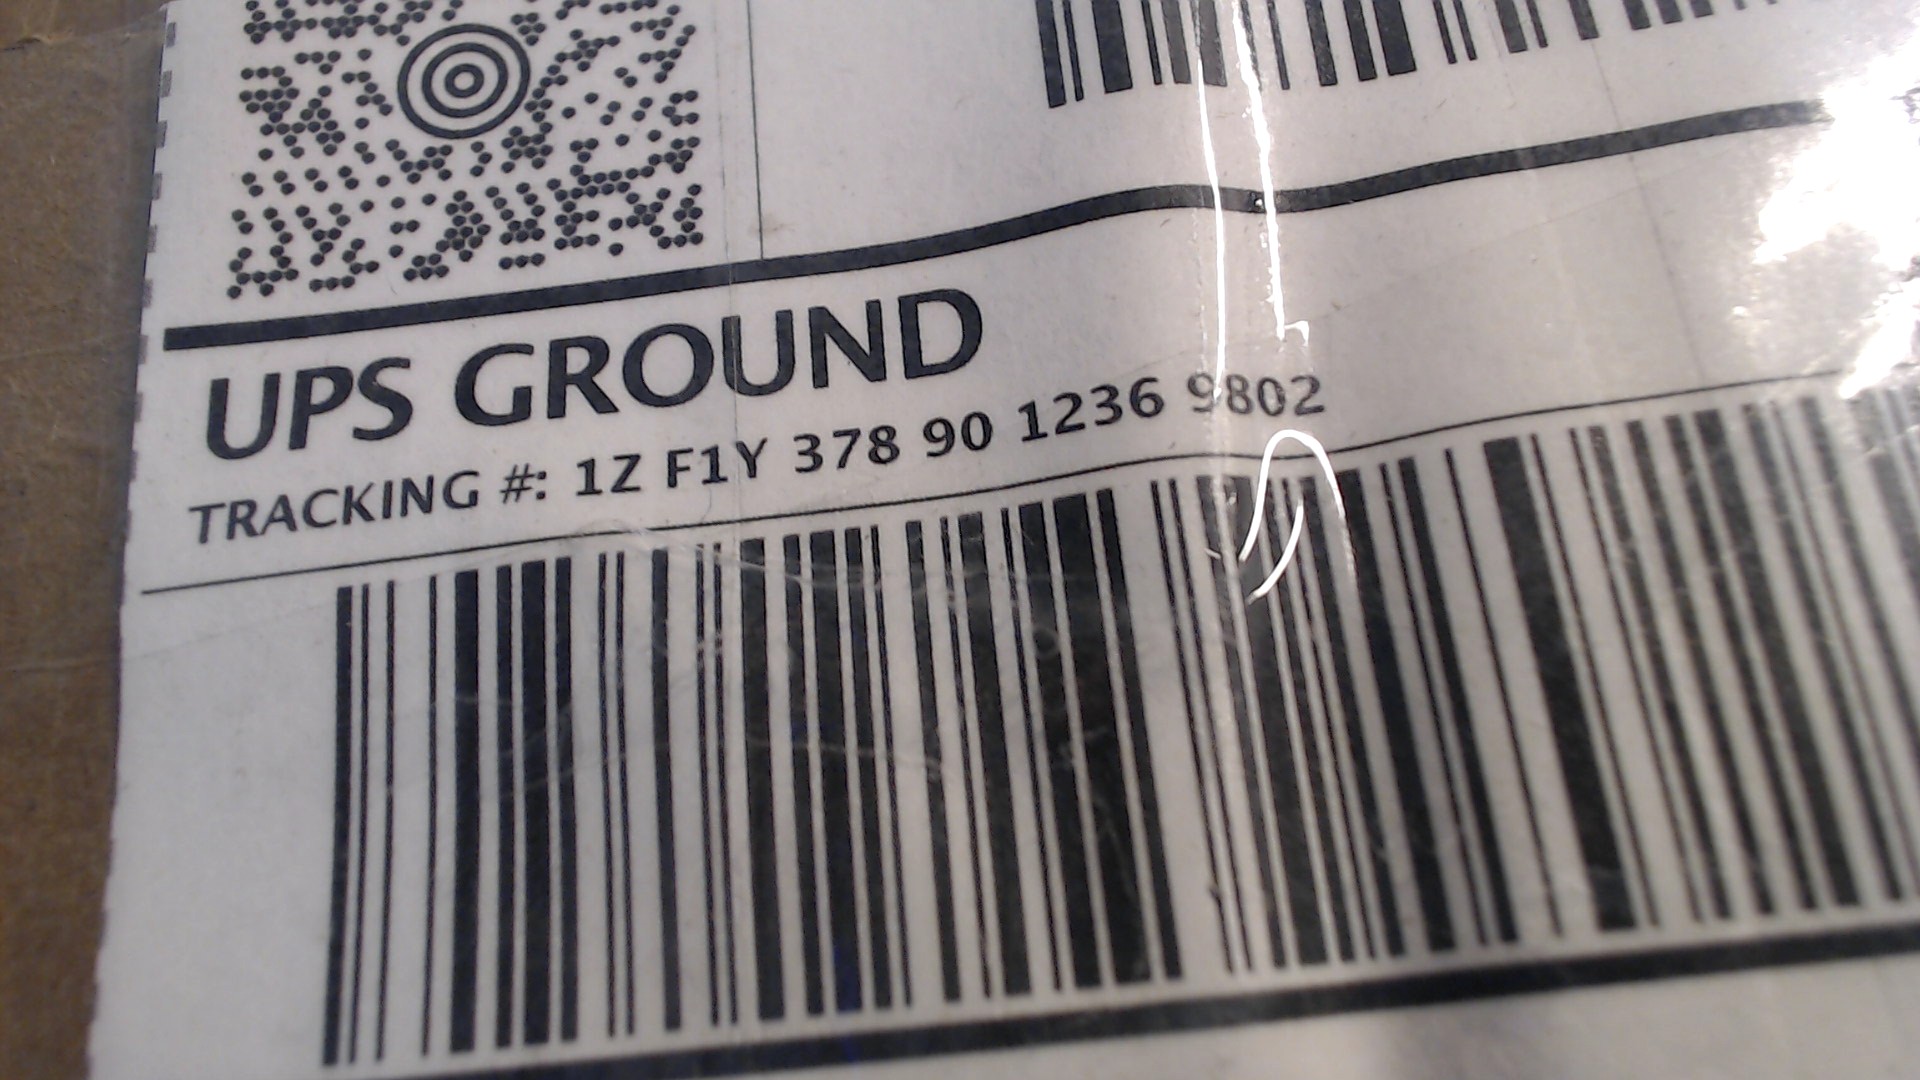 UPS GROUND
TRACKING #: 1Z F1Y 378 90 1236 9802